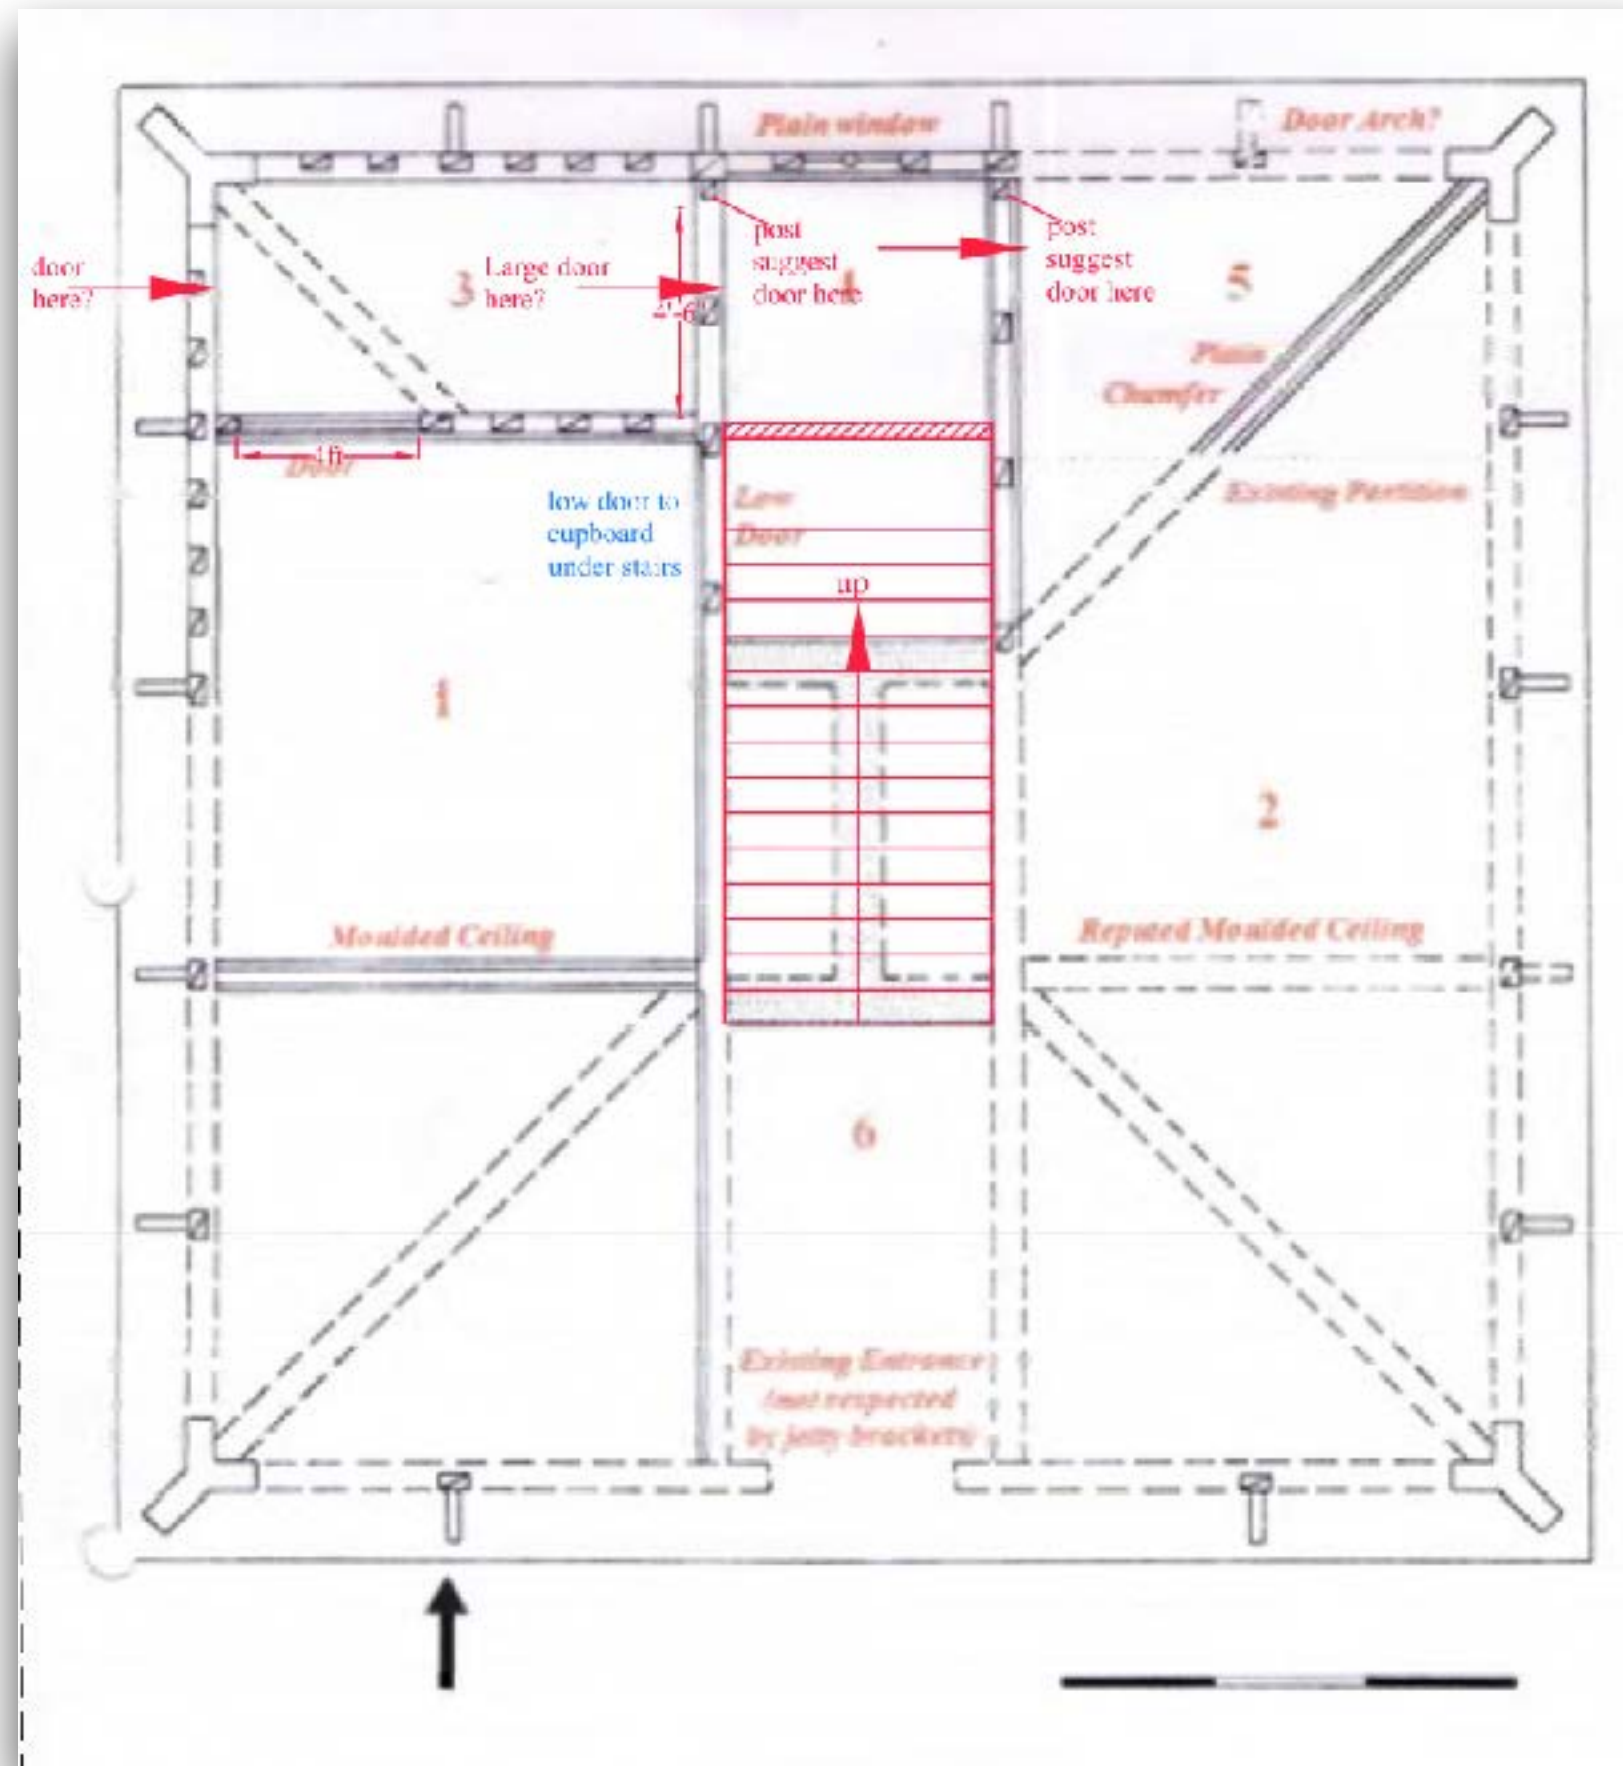 Plain window
Door Arch?
door
here?
3
Large door
here?
4'-6"
post
suggest
door here
4
post
suggest
door here
5
Plain
Chamfer
4ft
Door
low door to
cupboard
under stairs
Low
Door
Existing Partition
up
1
2
Moulded Ceiling
Reputed Moulded Ceiling
6
Existing Entrance
(not respected
by jetty brackets)